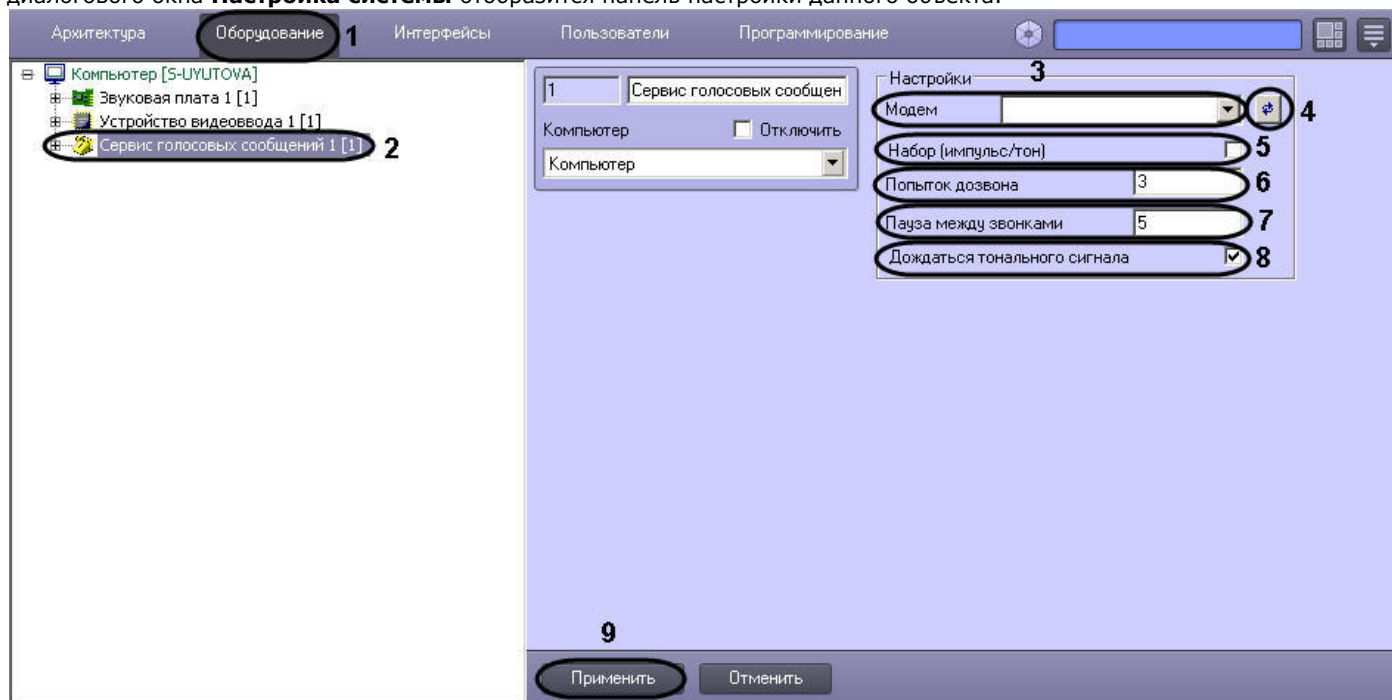 диалогового окна Настройка системы отобразится панель настройки данного объекта.
Архитектура Оборудование 1 Интерфейсы Пользователи Программирование
Компьютер [S-UYUTOVA]
Звуковая плата 1 [1]
Устройство видеоввода 1 [1]
Сервис голосовых сообщений 1 [1] 2
1 Сервис голосовых сообщен
Компьютер Отключить
Компьютер
Настройки 3
Модем 4
Набор (импульс/тон) 5
Попыток дозвона 3 6
Пауза между звонками 5 7
Дождаться тонального сигнала 8
9
Применить Отменить